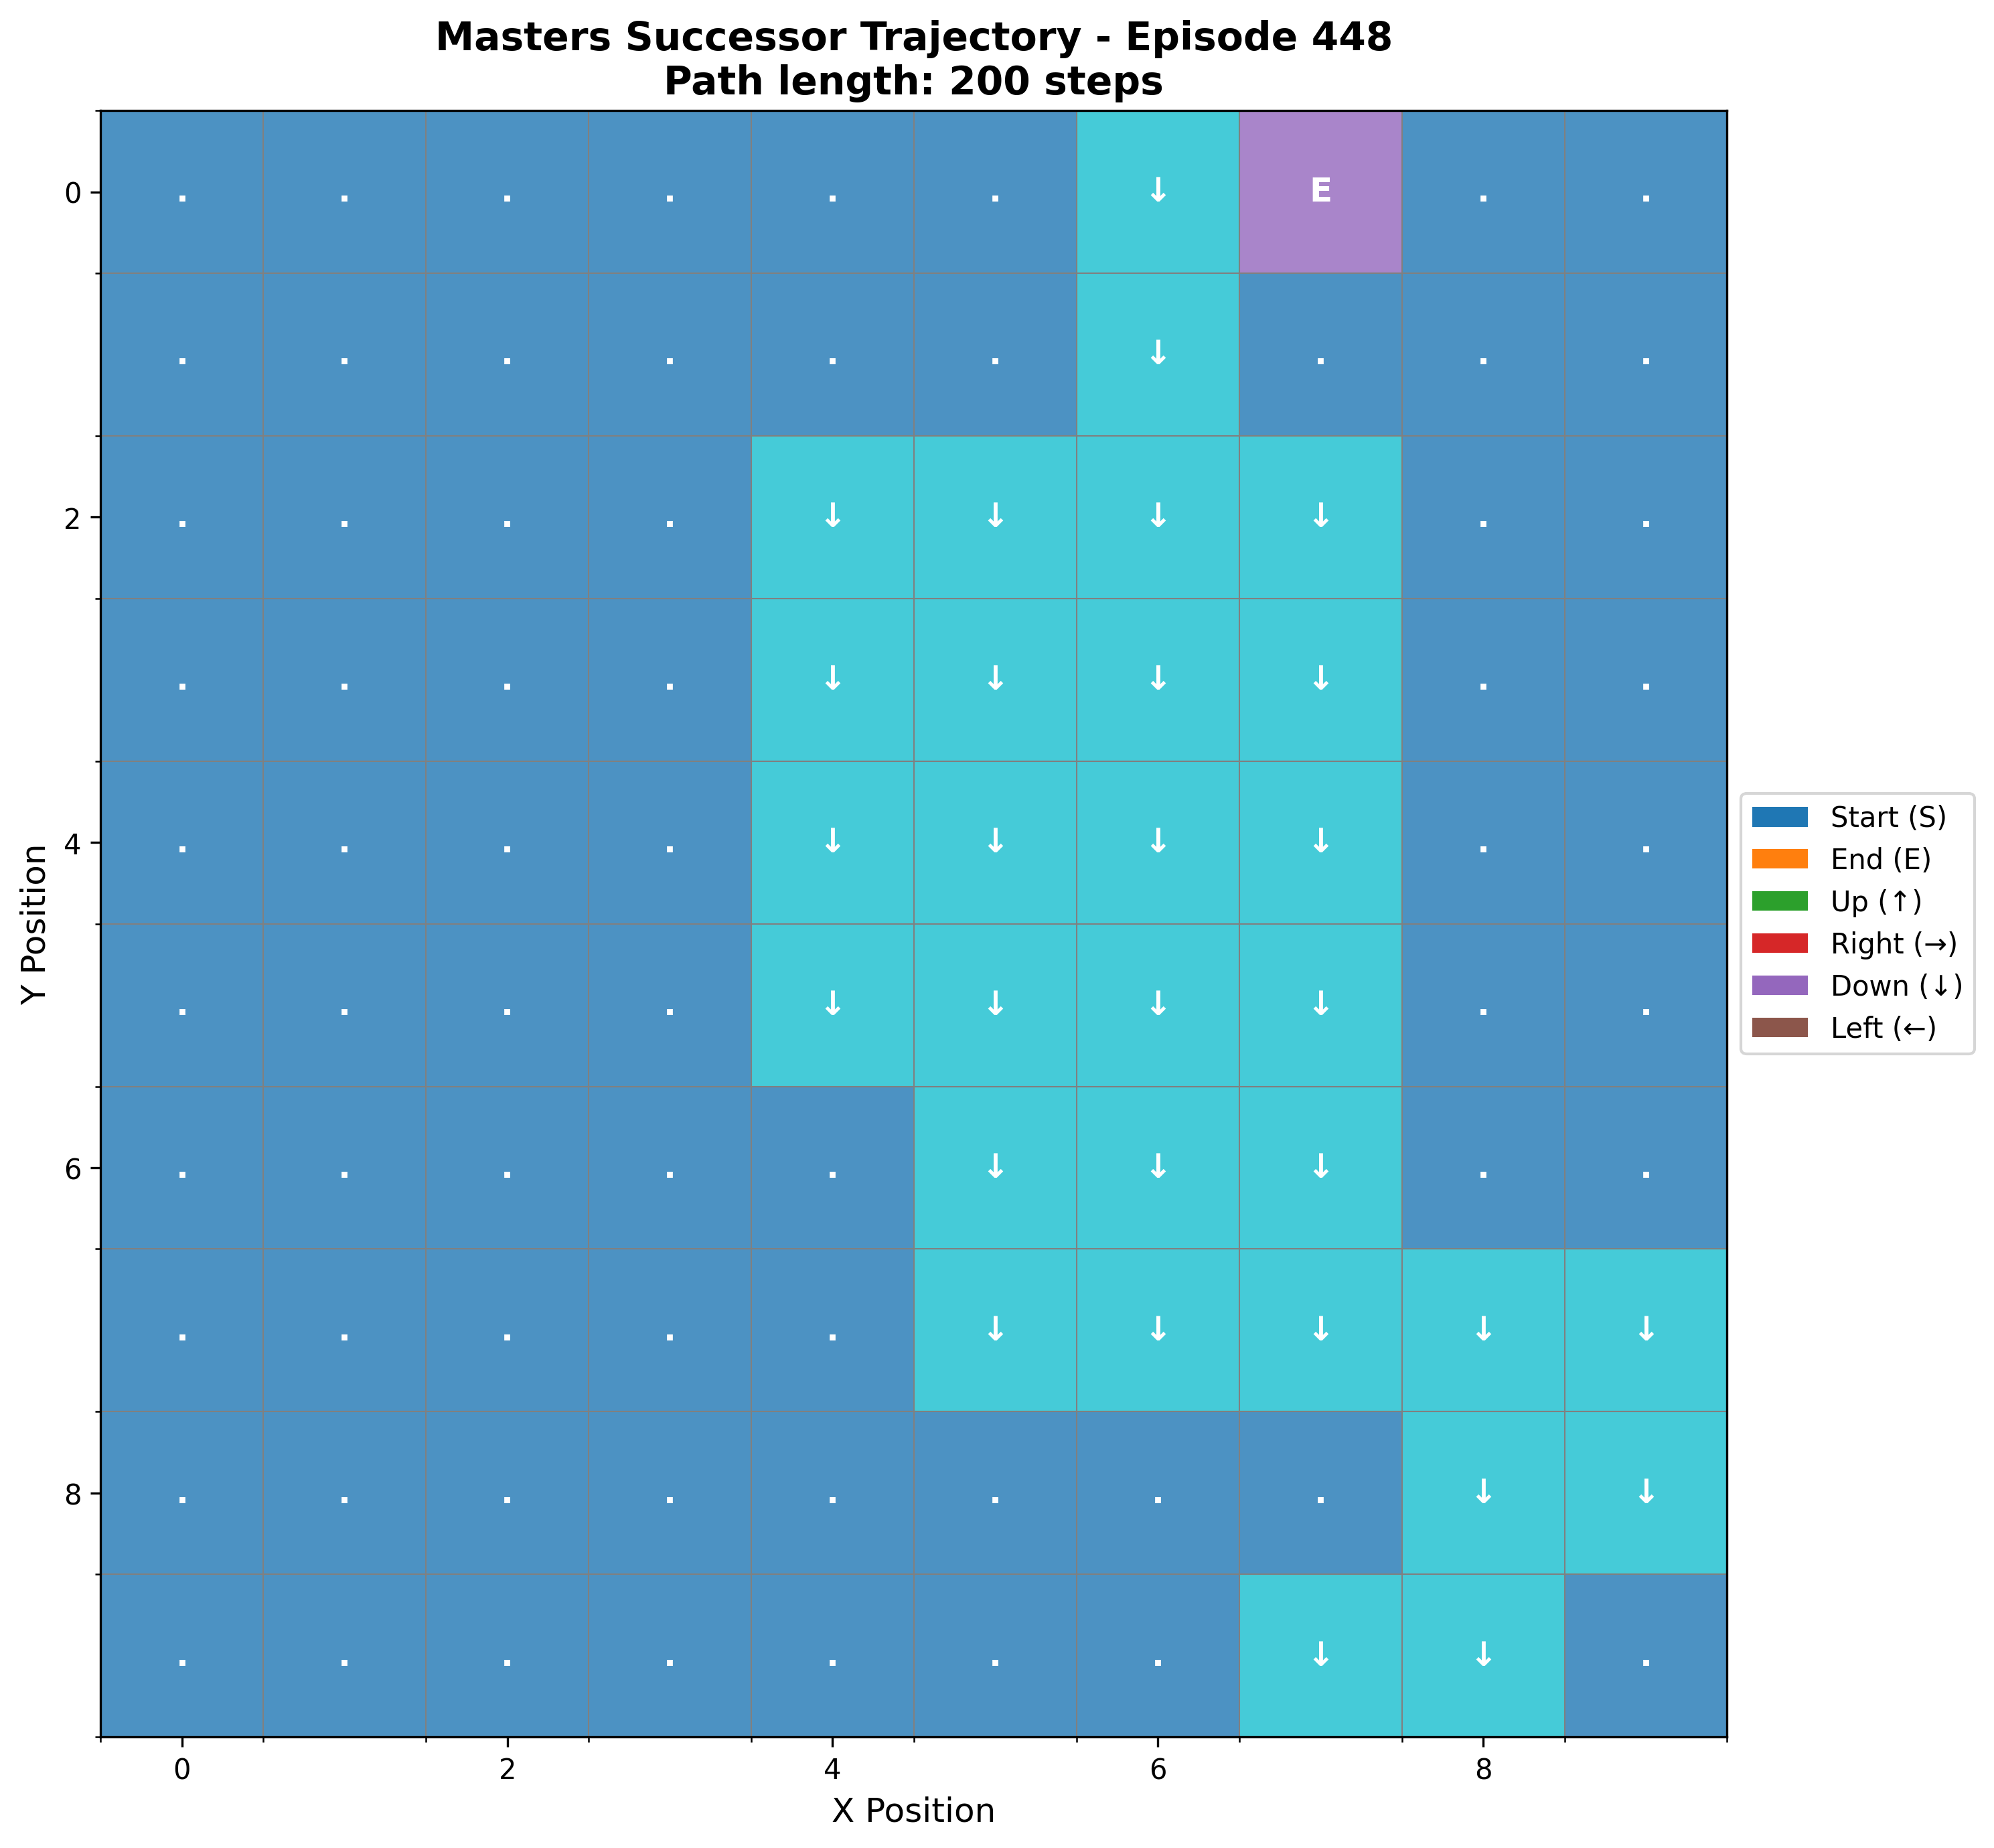 Masters Successor Trajectory - Episode 448
Path length: 200 steps
0 . . . . . . ↓ E . .
. . . . . . ↓ . . .
2 . . . . ↓ ↓ ↓ ↓ . .
. . . . ↓ ↓ ↓ ↓ . .
4 . . . . ↓ ↓ ↓ ↓ . .
. . . . ↓ ↓ ↓ ↓ . .
6 . . . . . ↓ ↓ ↓ . .
. . . . . ↓ ↓ ↓ ↓ ↓
8 . . . . . . . . ↓ ↓
. . . . . . . ↓ ↓ .
0 2 4 6 8
X Position
Y Position
Start (S)
End (E)
Up (↑)
Right (→)
Down (↓)
Left (←)